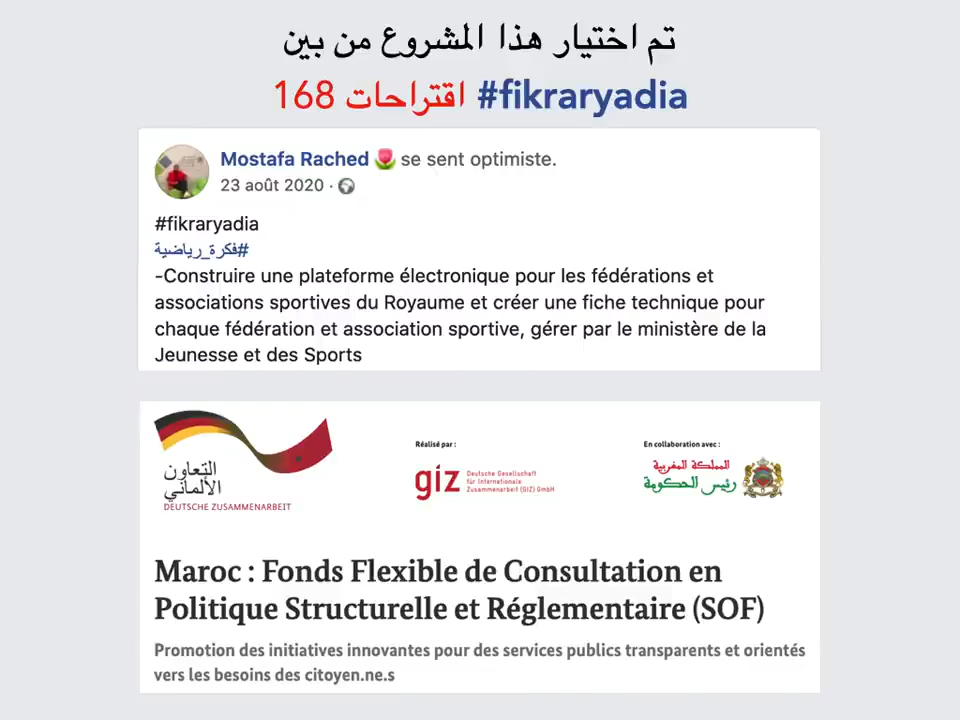 تم اختيار هذا المشروع من بين
168 اقتراحات #fikraryadia
Mostafa Rached 🌷 se sent optimiste.
23 août 2020 ·
#fikraryadia
#فكرة_رياضية
-Construire une plateforme électronique pour les fédérations et
associations sportives du Royaume et créer une fiche technique pour
chaque fédération et association sportive, gérer par le ministère de la
Jeunesse et des Sports
التعاون
الألماني
DEUTSCHE ZUSAMMENARBEIT
Réalisé par :
giz
Deutsche Gesellschaft
für Internationale
Zusammenarbeit (GIZ) GmbH
En collaboration avec :
المملكة المغربية
رئيس الحكومة
Maroc : Fonds Flexible de Consultation en
Politique Structurelle et Réglementaire (SOF)
Promotion des initiatives innovantes pour des services publics transparents et orientés
vers les besoins des citoyen.ne.s